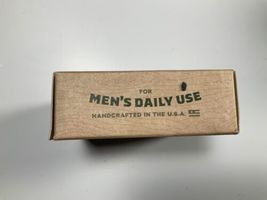 FOR
MEN'S DAILY USE
HANDCRAFTED IN THE U.S.A.